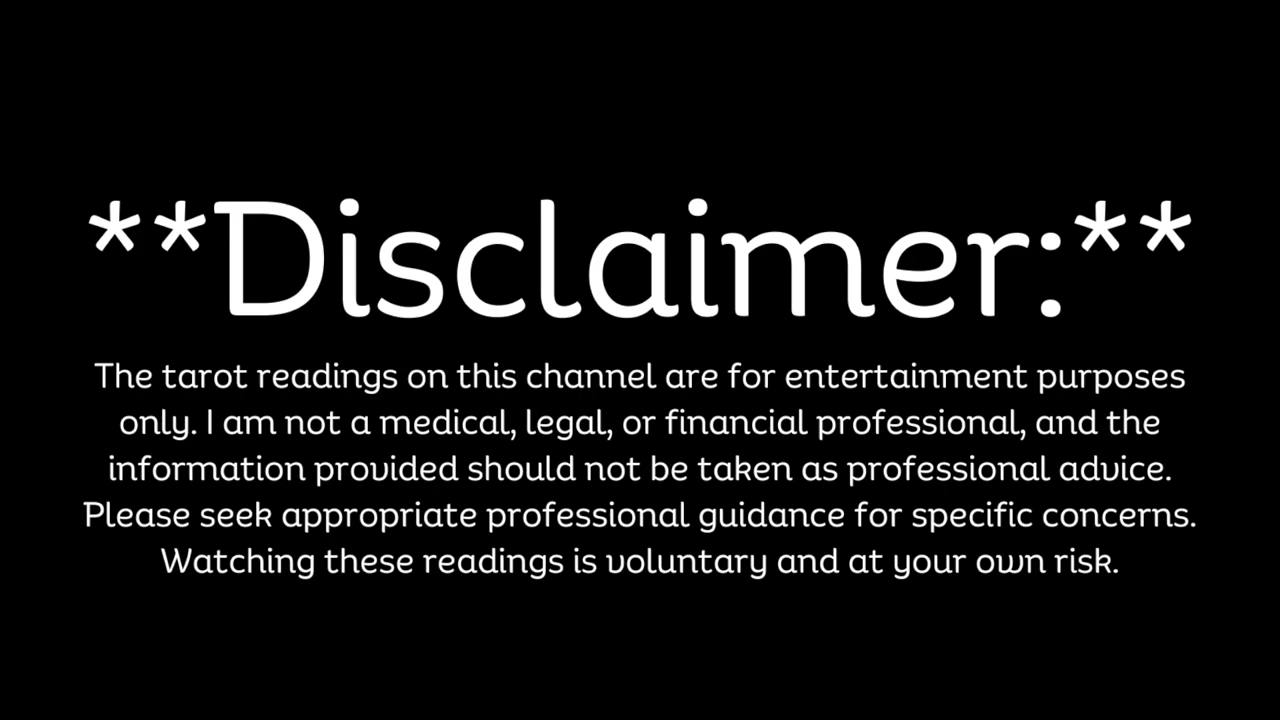 **Disclaimer:**
The tarot readings on this channel are for entertainment purposes
only. I am not a medical, legal, or financial professional, and the
information provided should not be taken as professional advice.
Please seek appropriate professional guidance for specific concerns.
Watching these readings is voluntary and at your own risk.